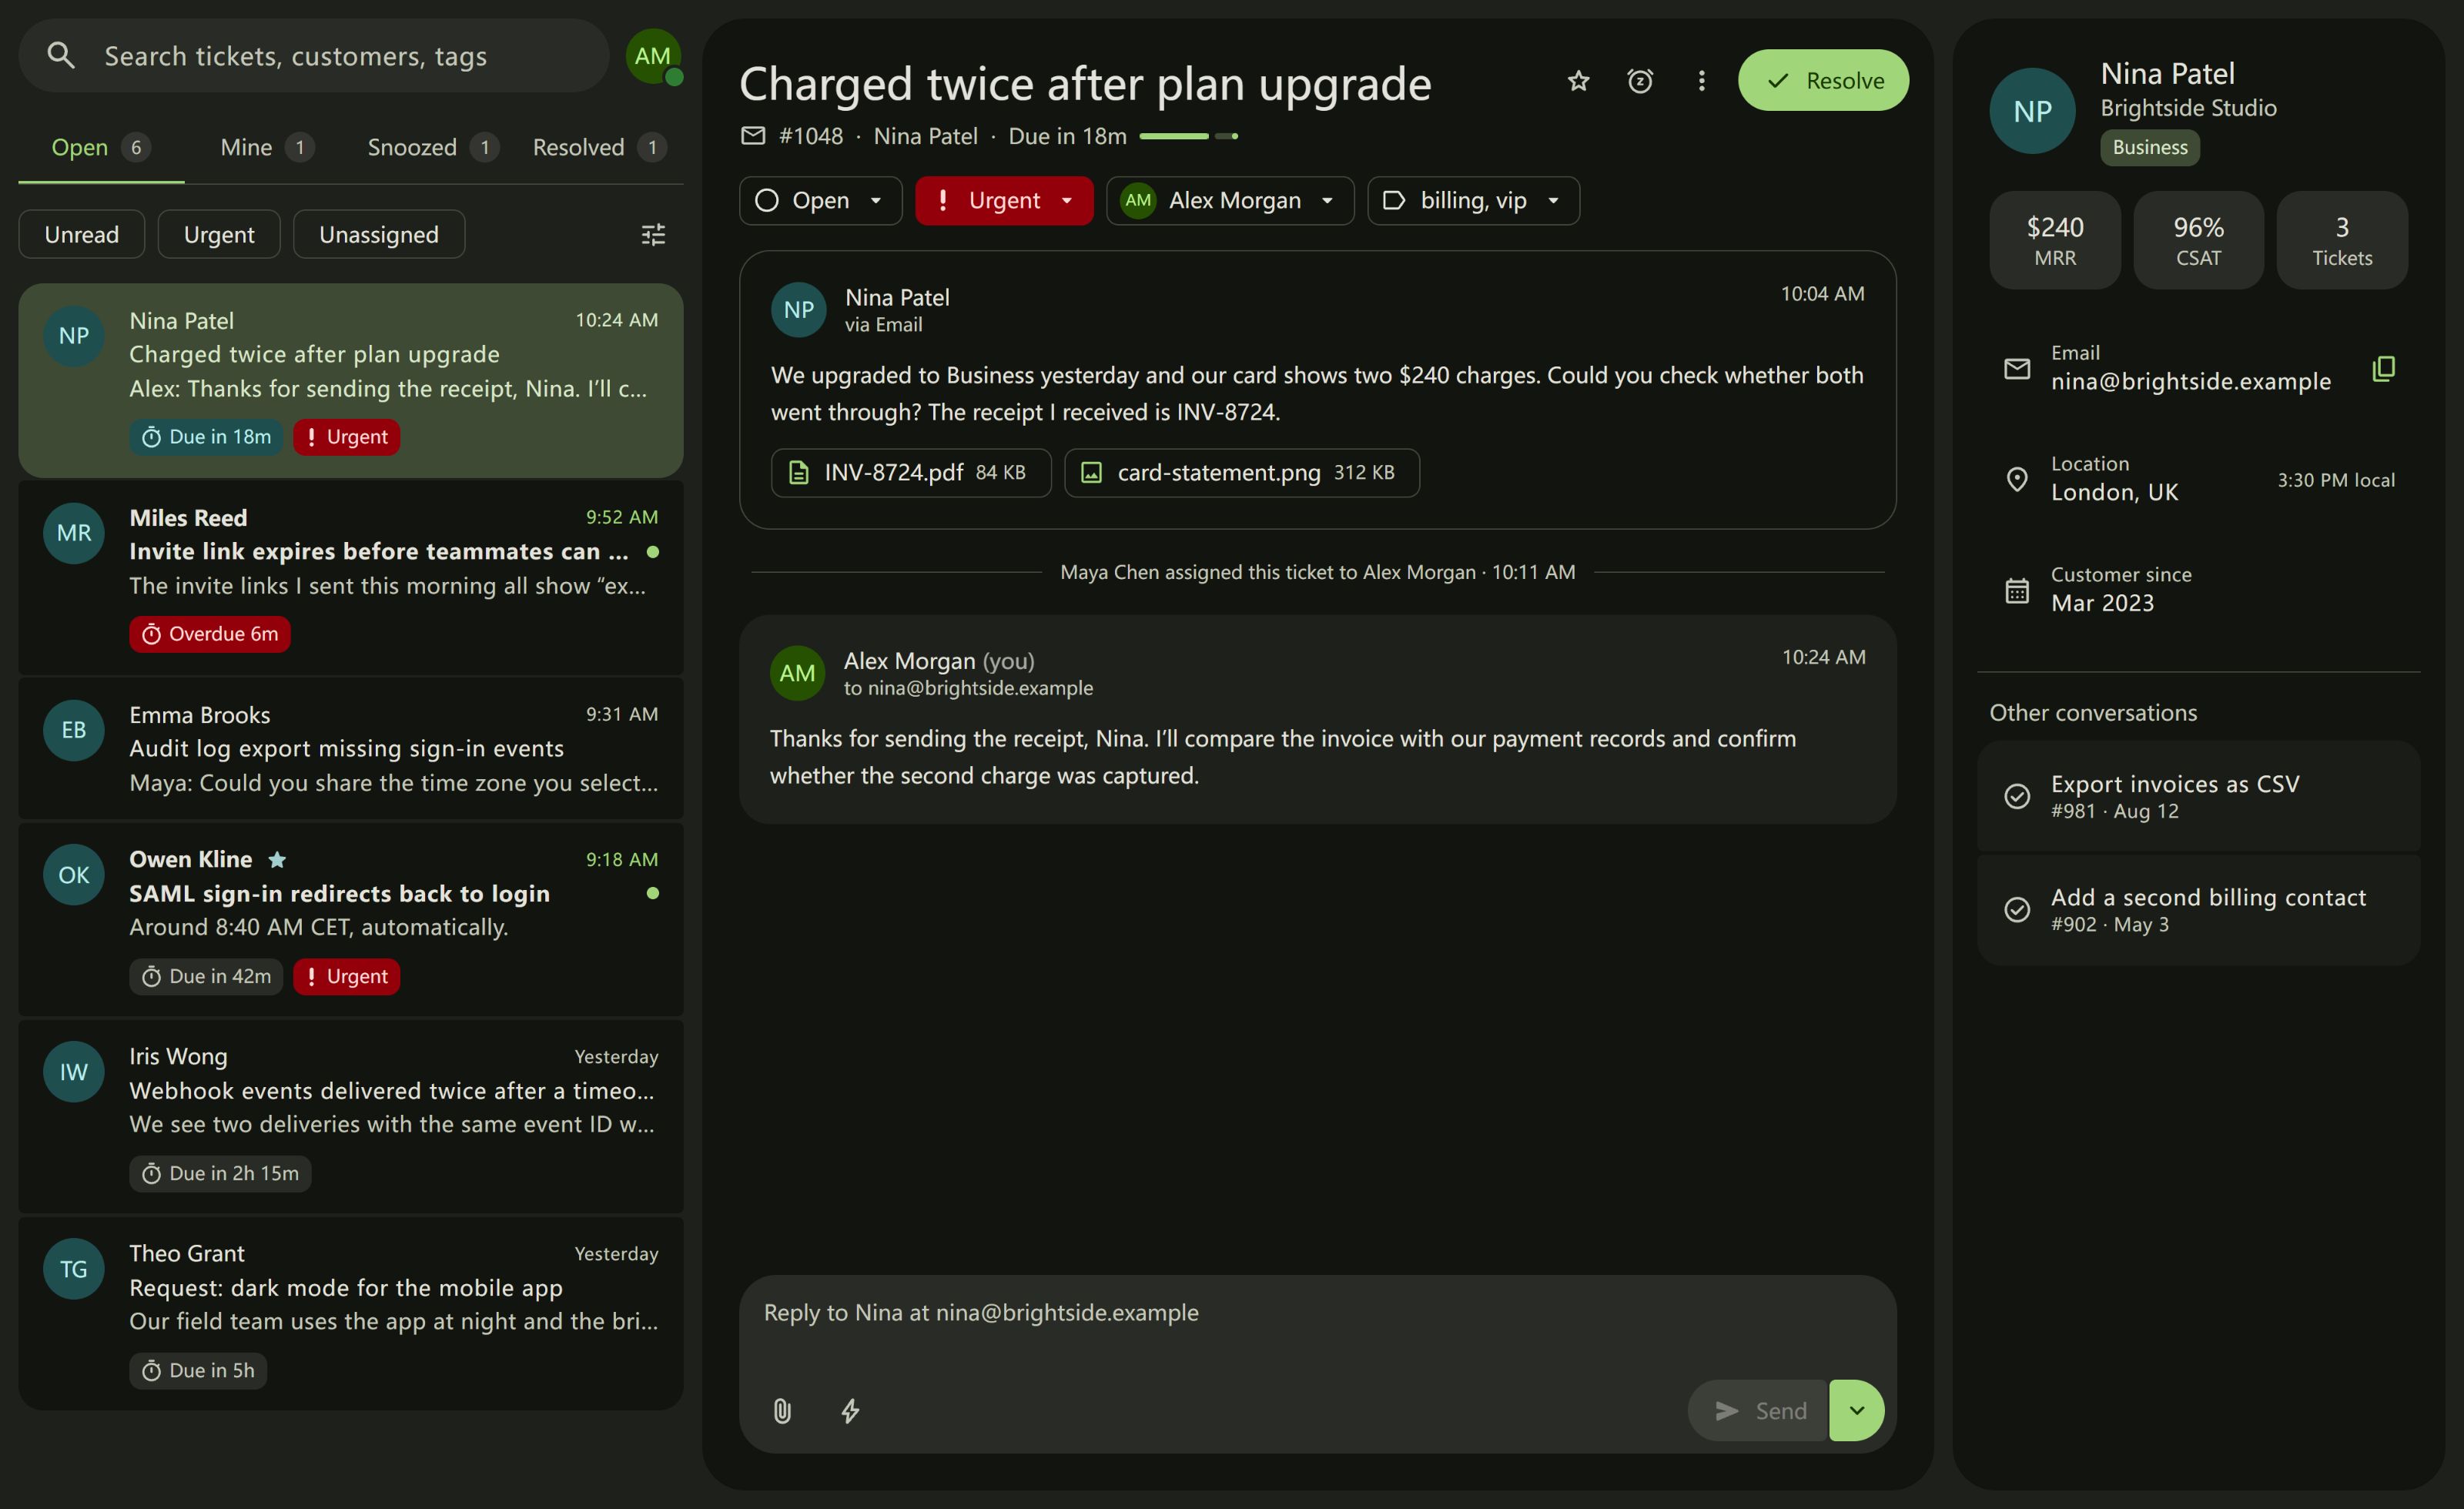 Search tickets, customers, tags
AM
Open 6
Mine 1
Snoozed 1
Resolved 1
Unread
Urgent
Unassigned
NP
Nina Patel
10:24 AM
Charged twice after plan upgrade
Alex: Thanks for sending the receipt, Nina. I’ll c...
Due in 18m
Urgent
MR
Miles Reed
9:52 AM
Invite link expires before teammates can ...
The invite links I sent this morning all show “ex...
Overdue 6m
EB
Emma Brooks
9:31 AM
Audit log export missing sign-in events
Maya: Could you share the time zone you select...
OK
Owen Kline
9:18 AM
SAML sign-in redirects back to login
Around 8:40 AM CET, automatically.
Due in 42m
Urgent
IW
Iris Wong
Yesterday
Webhook events delivered twice after a timeo...
We see two deliveries with the same event ID w...
Due in 2h 15m
TG
Theo Grant
Yesterday
Request: dark mode for the mobile app
Our field team uses the app at night and the bri...
Due in 5h
Charged twice after plan upgrade
Resolve
#1048 · Nina Patel · Due in 18m
Open
Urgent
AM Alex Morgan
billing, vip
NP
Nina Patel
10:04 AM
via Email
We upgraded to Business yesterday and our card shows two $240 charges. Could you check whether both
went through? The receipt I received is INV-8724.
INV-8724.pdf 84 KB
card-statement.png 312 KB
Maya Chen assigned this ticket to Alex Morgan · 10:11 AM
AM
Alex Morgan (you)
10:24 AM
to nina@brightside.example
Thanks for sending the receipt, Nina. I’ll compare the invoice with our payment records and confirm
whether the second charge was captured.
Reply to Nina at nina@brightside.example
Send
NP
Nina Patel
Brightside Studio
Business
$240
MRR
96%
CSAT
3
Tickets
Email
nina@brightside.example
Location
London, UK
3:30 PM local
Customer since
Mar 2023
Other conversations
Export invoices as CSV
#981 · Aug 12
Add a second billing contact
#902 · May 3